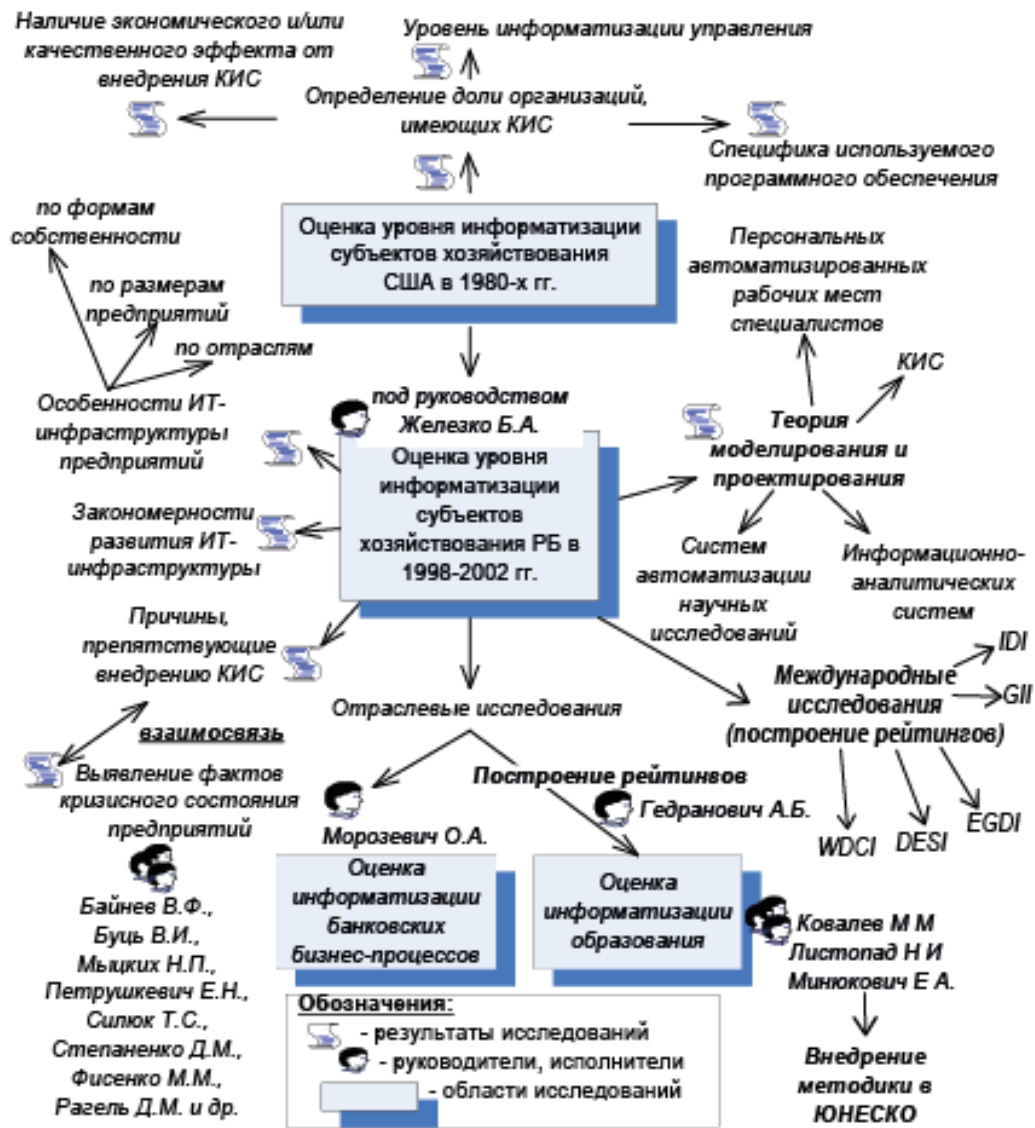 Наличие экономического и/или
качественного эффекта от
внедрения КИС
Уровень информатизации управления
Определение доли организаций,
имеющих КИС
Специфика используемого
программного обеспечения
Оценка уровня информатизации
субъектов хозяйствования
США в 1980-х гг.
по формам
собственности
по размерам
предприятий
по отраслям
Особенности ИТ-
инфраструктуры
предприятий
Персональных
автоматизированных
рабочих мест
специалистов
КИС
Теория
моделирования и
проектирования
Систем
автоматизации
научных
исследований
Информационно-
аналитических
систем
под руководством
Железко Б.А.
Оценка уровня
информатизации
субъектов
хозяйствования РБ в
1998-2002 гг.
Закономерности
развития ИТ-
инфраструктуры
Причины,
препятствующие
внедрению КИС
взаимосвязь
Выявление фактов
кризисного состояния
предприятий
Байнев В.Ф.,
Буць В.И.,
Мыцких Н.П.,
Петрушкевич Е.Н.,
Силюк Т.С.,
Степаненко Д.М.,
Фисенко М.М.,
Рагель Д.М. и др.
Отраслевые исследования
Построение рейтингов
Морозевич О.А.
Оценка
информатизации
банковских
бизнес-процессов
Гедранович А.Б.
Оценка
информатизации
образования
Международные
исследования
(построение рейтингов)
IDI
GII
WDCI
DESI
EGDI
Ковалев М М
Листопад Н И
Минюкович Е А.
Внедрение
методики в
ЮНЕСКО
Обозначения:
- результаты исследований
- руководители, исполнители
- области исследований